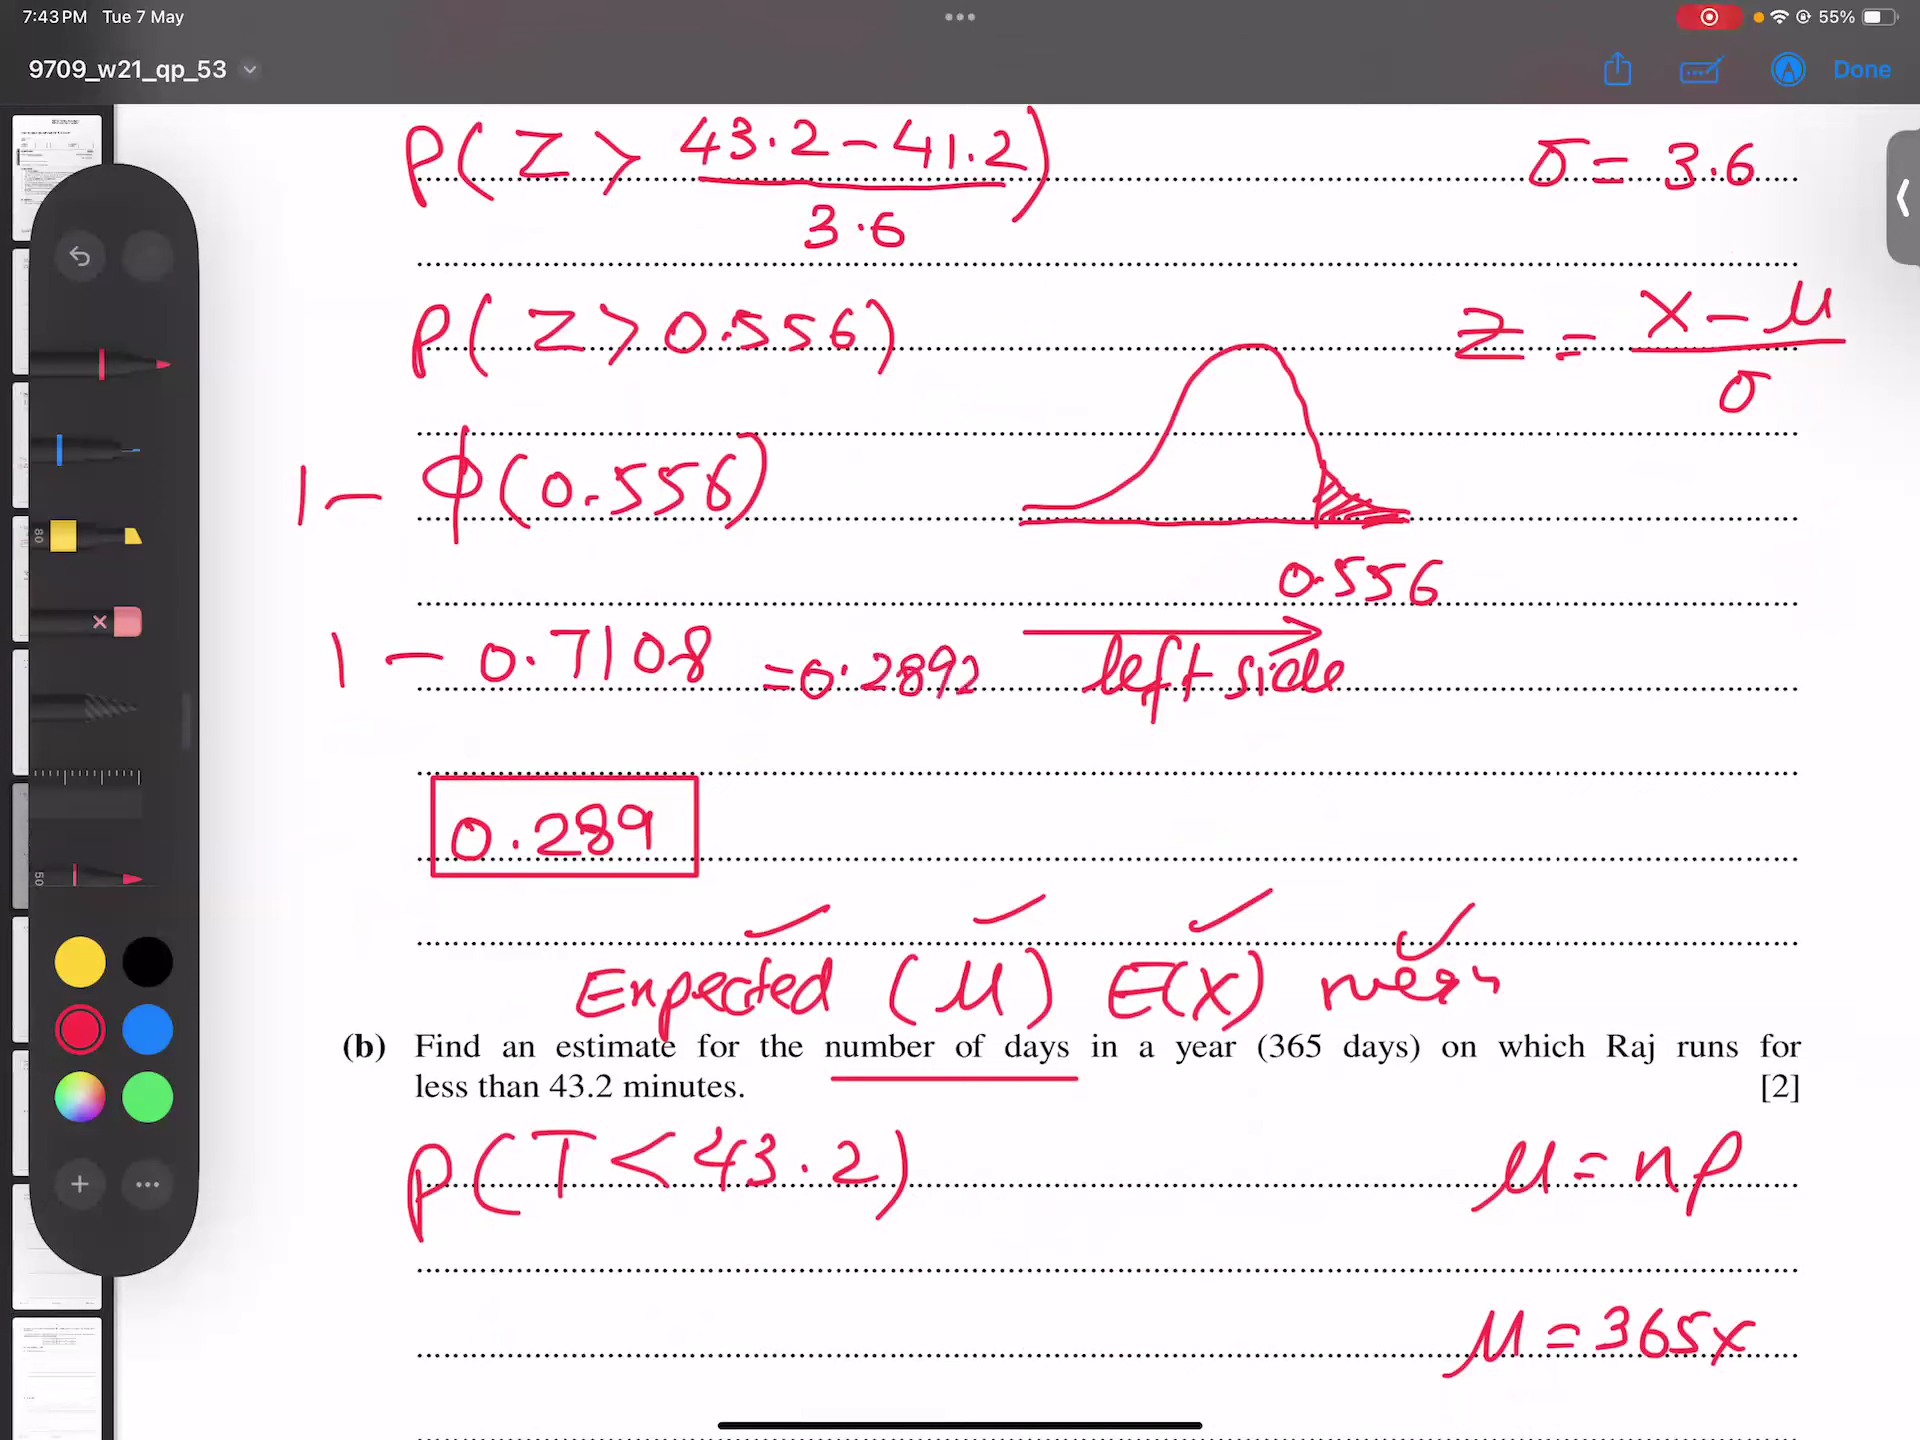 7:43 PM Tue 7 May
55%
9709_w21_qp_53
Done
P(Z > (43.2 - 41.2)/3.6)
σ = 3.6
P(Z > 0.556)
Z = (X - μ)/σ
1 - Φ(0.556)
0.556
1 - 0.7108 = 0.2892
left side
0.289
Expected (μ) E(X) mean
(b) Find an estimate for the number of days in a year (365 days) on which Raj runs for
less than 43.2 minutes. [2]
P(T < 43.2)
μ = np
μ = 365x
80
50